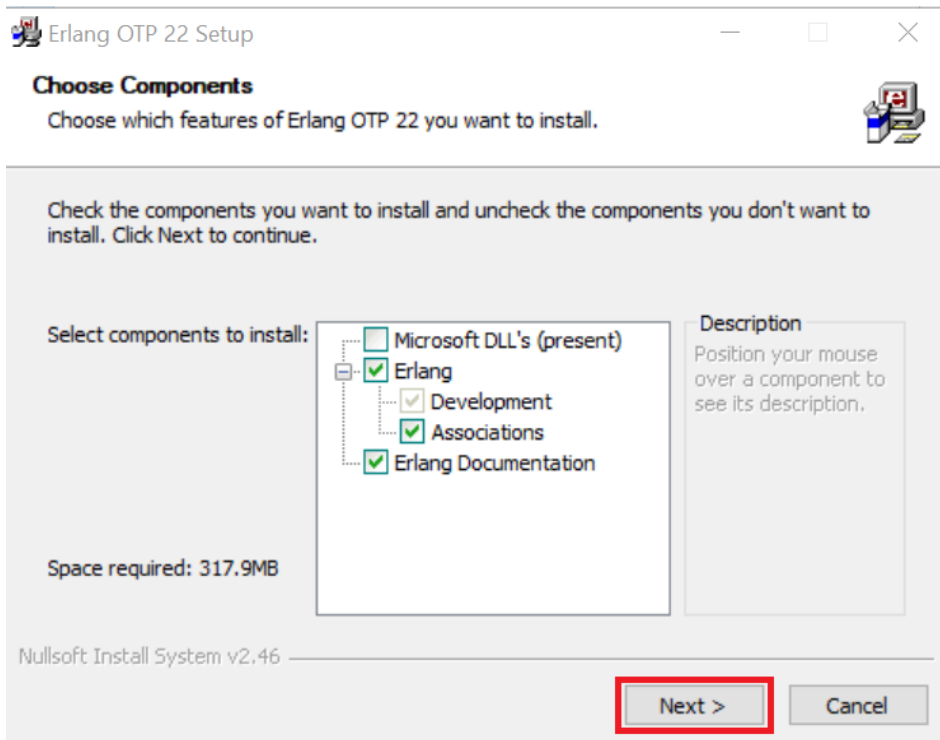 Erlang OTP 22 Setup
Choose Components
Choose which features of Erlang OTP 22 you want to install.
Check the components you want to install and uncheck the components you don't want to
install. Click Next to continue.
Select components to install:
Microsoft DLL's (present)
Erlang
Development
Associations
Erlang Documentation
Description
Position your mouse
over a component to
see its description.
Space required: 317.9MB
Nullsoft Install System v2.46
Next >
Cancel